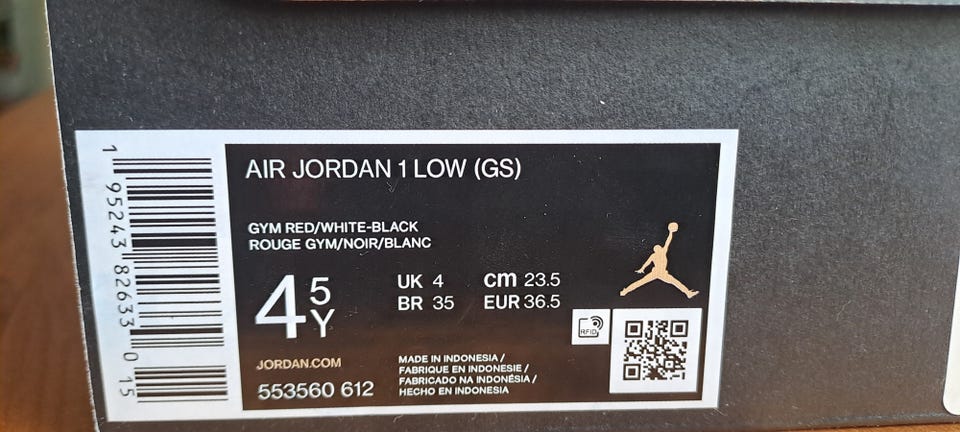 AIR JORDAN 1 LOW (GS)
GYM RED/WHITE-BLACK
ROUGE GYM/NOIR/BLANC
4 5Y
UK 4 cm 23.5
BR 35 EUR 36.5
RFID
JORDAN.COM
553560 612
MADE IN INDONESIA /
FABRIQUE EN INDONESIE /
FABRICADO NA INDONÉSIA /
HECHO EN INDONESIA
1 95243 82633 0 15